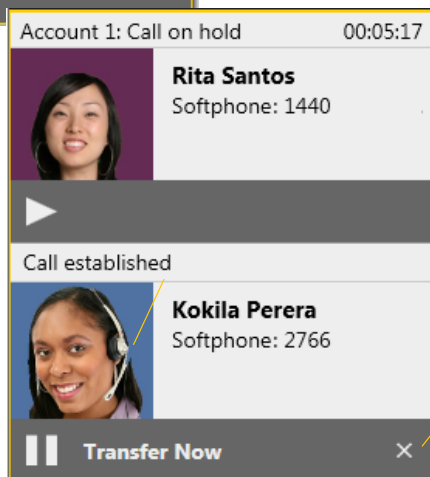 Account 1: Call on hold 00:05:17
Rita Santos
Softphone: 1440
Call established
Kokila Perera
Softphone: 2766
Transfer Now